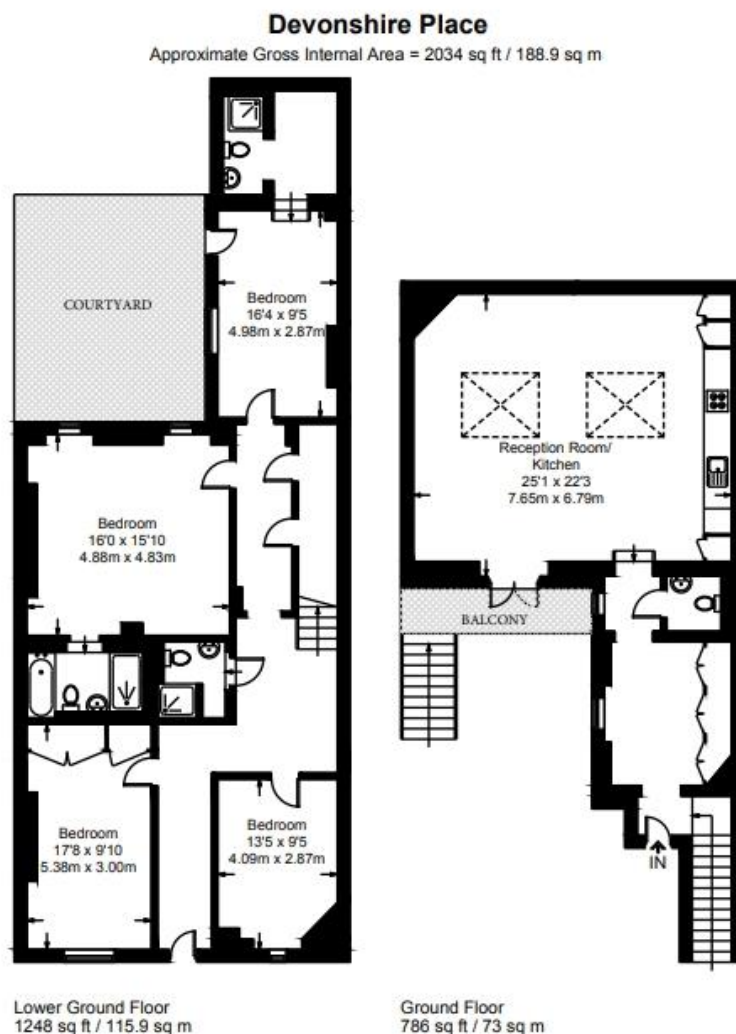 Devonshire Place
Approximate Gross Internal Area = 2034 sq ft / 188.9 sq m
COURTYARD
Bedroom
16'4 x 9'5
4.98m x 2.87m
Bedroom
16'0 x 15'10
4.88m x 4.83m
Bedroom
17'8 x 9'10
5.38m x 3.00m
Bedroom
13'5 x 9'5
4.09m x 2.87m
Lower Ground Floor
1248 sq ft / 115.9 sq m
Reception Room/
Kitchen
25'1 x 22'3
7.65m x 6.79m
BALCONY
IN
Ground Floor
786 sq ft / 73 sq m